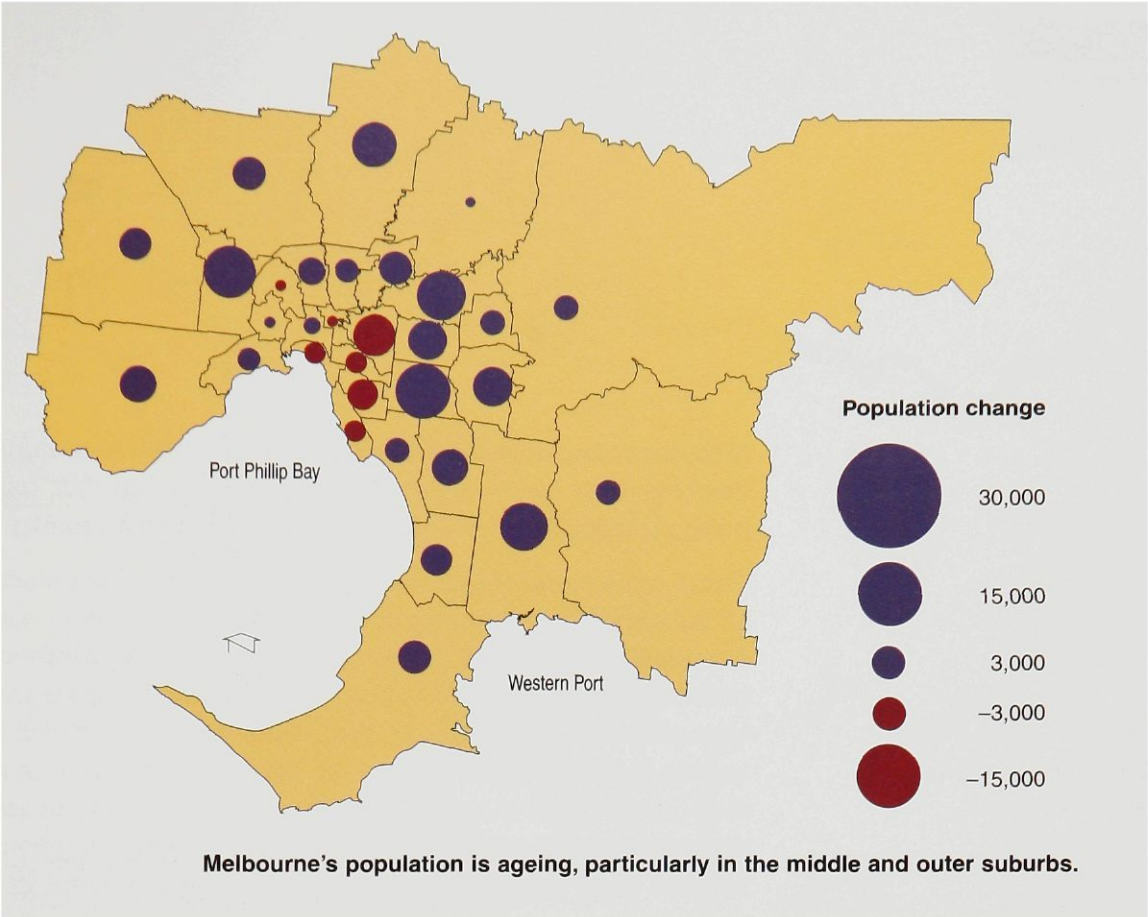 Population change
30,000
15,000
3,000
–3,000
–15,000
Port Phillip Bay
Western Port
Melbourne's population is ageing, particularly in the middle and outer suburbs.